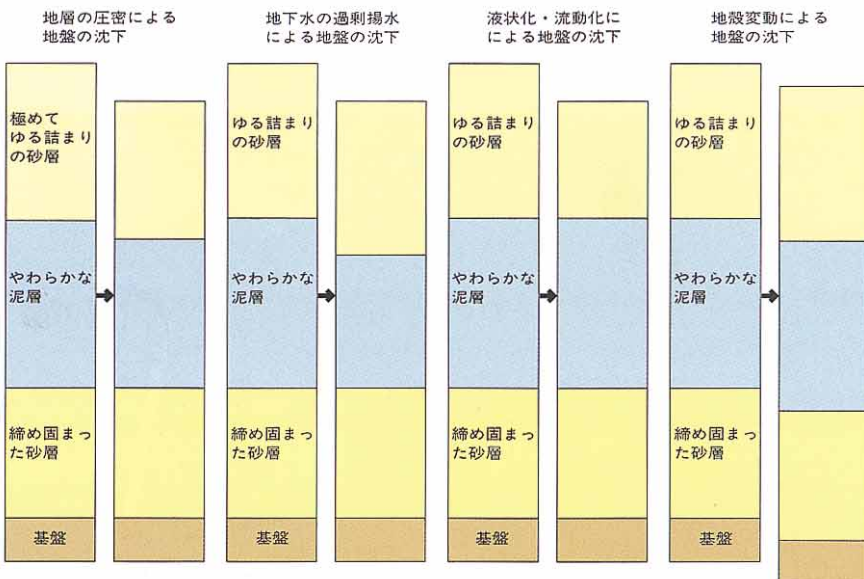 地層の圧密による
地盤の沈下
地下水の過剰揚水
による地盤の沈下
液状化・流動化に
による地盤の沈下
地殻変動による
地盤の沈下
極めて
ゆる詰まり
の砂層
やわらかな
泥層
締め固まっ
た砂層
基盤
ゆる詰まり
の砂層
やわらかな
泥層
締め固まっ
た砂層
基盤
ゆる詰まり
の砂層
やわらかな
泥層
締め固まっ
た砂層
基盤
ゆる詰まり
の砂層
やわらかな
泥層
締め固まっ
た砂層
基盤